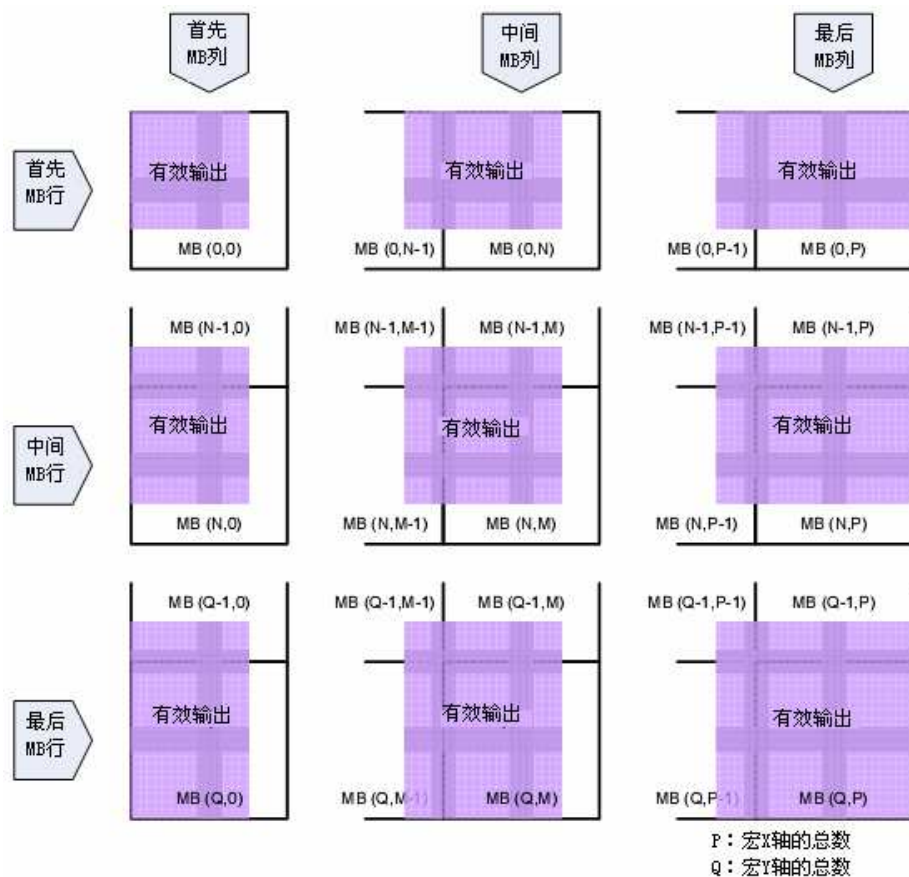 首先
MB列
中间
MB列
最后
MB列
首先
MB行
有效输出
有效输出
有效输出
MB (0,0)
MB (0,N-1)
MB (0,N)
MB (0,P-1)
MB (0,P)
MB (N-1,0)
MB (N-1,M-1)
MB (N-1,M)
MB (N-1,P-1)
MB (N-1,P)
中间
MB行
有效输出
有效输出
有效输出
MB (N,0)
MB (N,M-1)
MB (N,M)
MB (N,P-1)
MB (N,P)
MB (Q-1,0)
MB (Q-1,M-1)
MB (Q-1,M)
MB (Q-1,P-1)
MB (Q-1,P)
最后
MB行
有效输出
有效输出
有效输出
MB (Q,0)
MB (Q,M-1)
MB (Q,M)
MB (Q,P-1)
MB (Q,P)
P：宏X轴的总数
Q：宏Y轴的总数